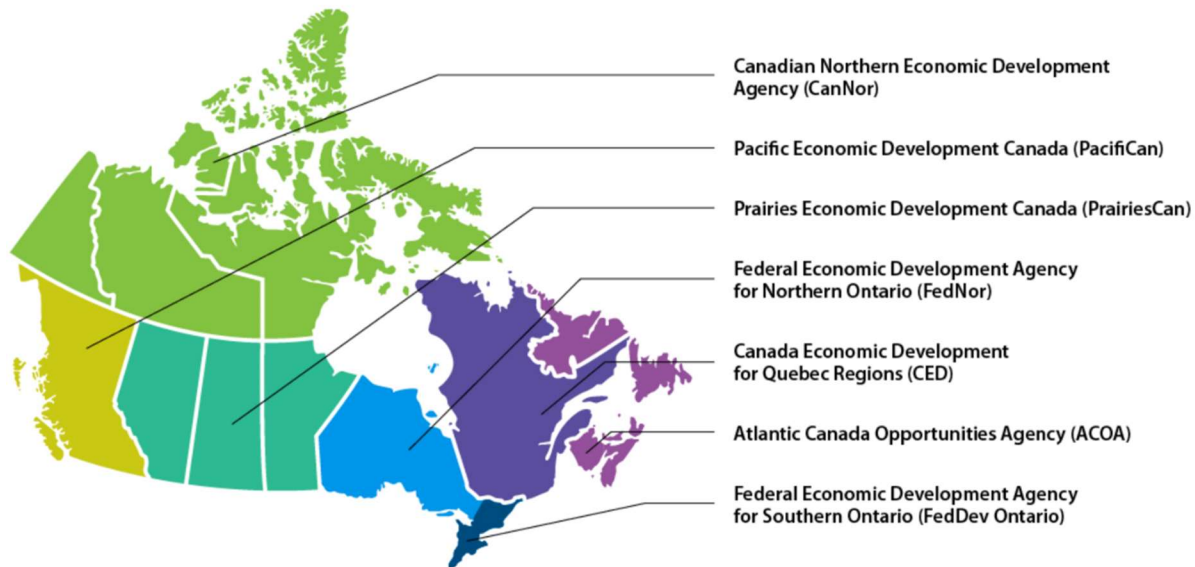 Canadian Northern Economic Development
Agency (CanNor)
Pacific Economic Development Canada (PacifiCan)
Prairies Economic Development Canada (PrairiesCan)
Federal Economic Development Agency
for Northern Ontario (FedNor)
Canada Economic Development
for Quebec Regions (CED)
Atlantic Canada Opportunities Agency (ACOA)
Federal Economic Development Agency
for Southern Ontario (FedDev Ontario)